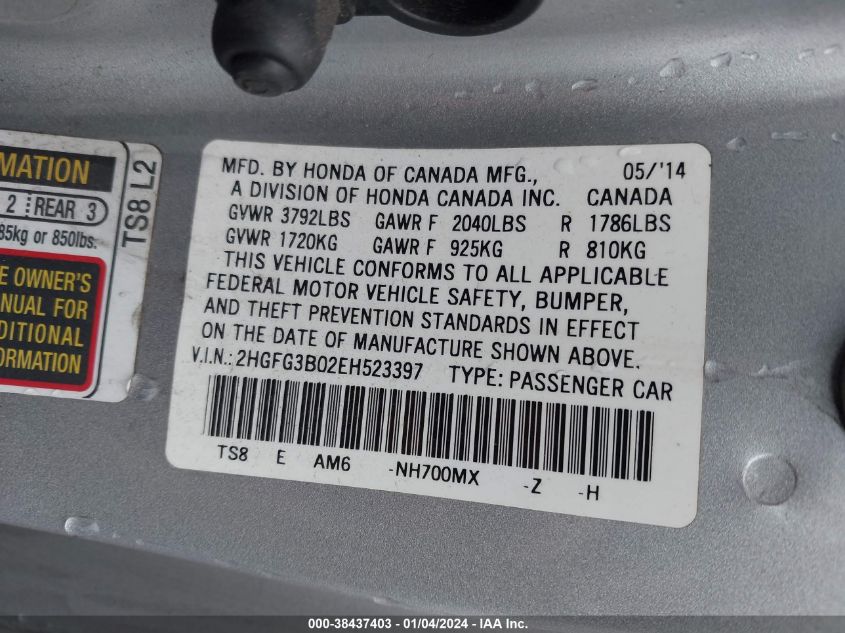 MATION
2 REAR 3
85kg or 850lbs.
TS8 L2
E OWNER'S
ANUAL FOR
DITIONAL
ORMATION
MFD. BY HONDA OF CANADA MFG., 05/'14
A DIVISION OF HONDA CANADA INC. CANADA
GVWR 3792LBS GAWR F 2040LBS R 1786LBS
GVWR 1720KG GAWR F 925KG R 810KG
THIS VEHICLE CONFORMS TO ALL APPLICABLE
FEDERAL MOTOR VEHICLE SAFETY, BUMPER,
AND THEFT PREVENTION STANDARDS IN EFFECT
ON THE DATE OF MANUFACTURE SHOWN ABOVE.
V.I.N.: 2HGFG3B02EH523397 TYPE: PASSENGER CAR
TS8 E AM6 -NH700MX -Z -H
000-38437403 - 01/04/2024 - IAA Inc.